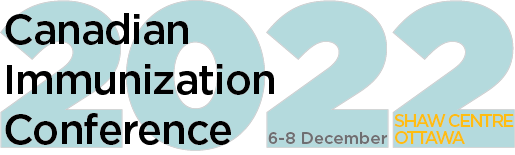 2022
Canadian
Immunization
Conference
6-8 December
SHAW CENTRE
OTTAWA